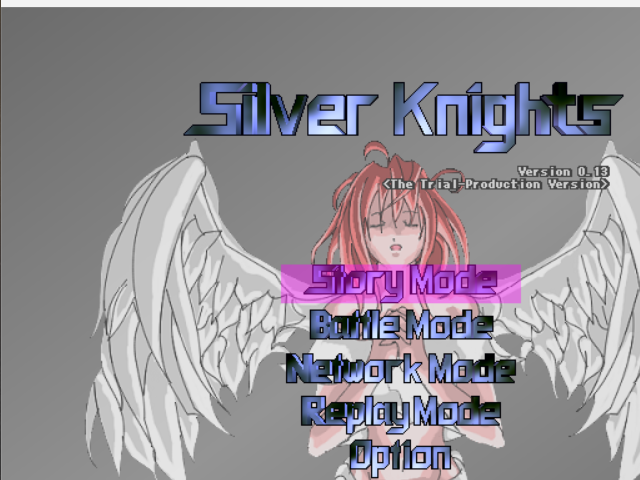 Silver Knights
Version 0.13
<The Trial-Production Version>
Story Mode
Battle Mode
Network Mode
Replay Mode
Option